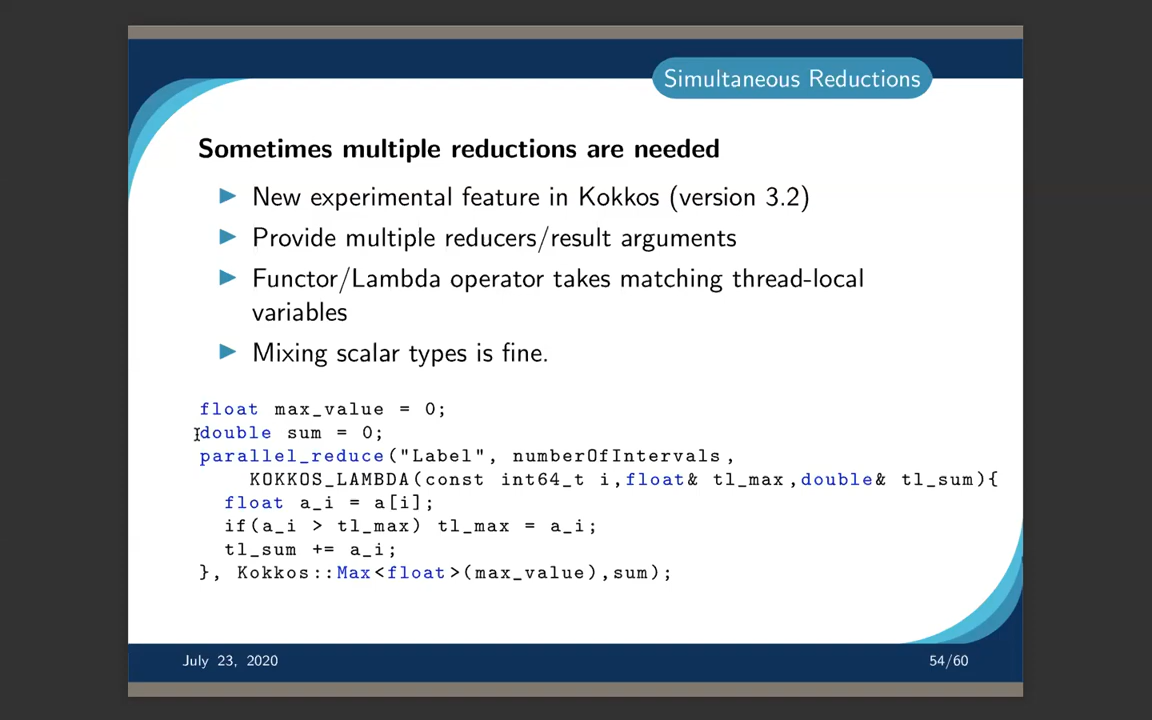 Simultaneous Reductions
Sometimes multiple reductions are needed
New experimental feature in Kokkos (version 3.2)
Provide multiple reducers/result arguments
Functor/Lambda operator takes matching thread-local
variables
Mixing scalar types is fine.
float max_value = 0;
double sum = 0;
parallel_reduce("Label", numberOfIntervals,
KOKKOS_LAMBDA(const int64_t i,float& tl_max,double& tl_sum){
float a_i = a[i];
if(a_i > tl_max) tl_max = a_i;
tl_sum += a_i;
}, Kokkos::Max<float>(max_value),sum);
July 23, 2020
54/60